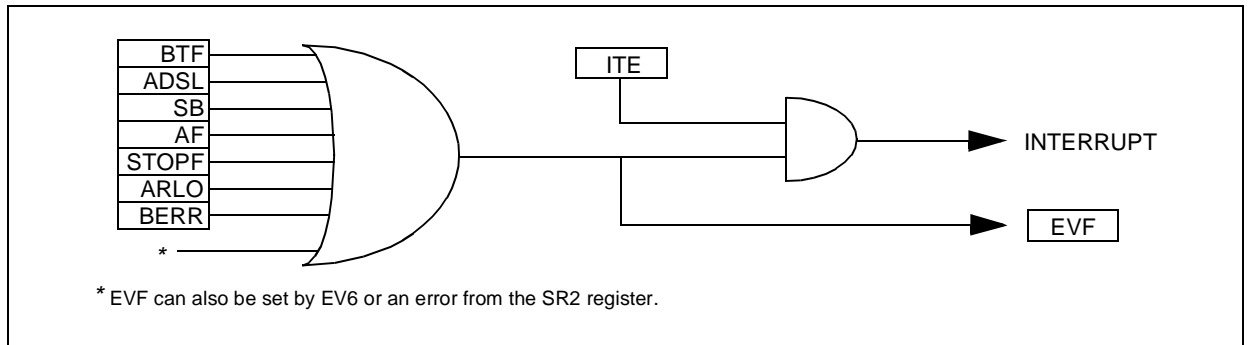 BTF
ADSL
SB
AF
STOPF
ARLO
BERR
*
ITE
INTERRUPT
EVF
* EVF can also be set by EV6 or an error from the SR2 register.